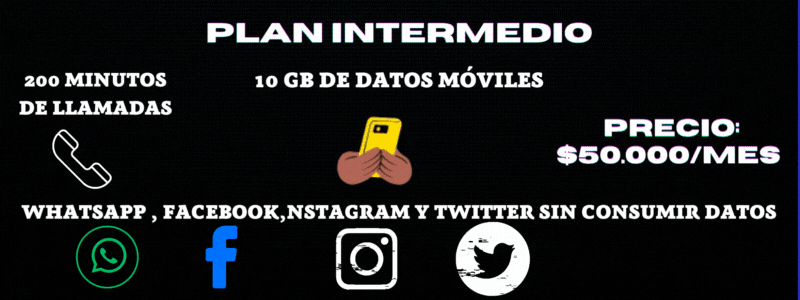 PLAN INTERMEDIO
200 MINUTOS
DE LLAMADAS
10 GB DE DATOS MÓVILES
PRECIO:
$50.000/MES
WHATSAPP , FACEBOOK,NSTAGRAM Y TWITTER SIN CONSUMIR DATOS